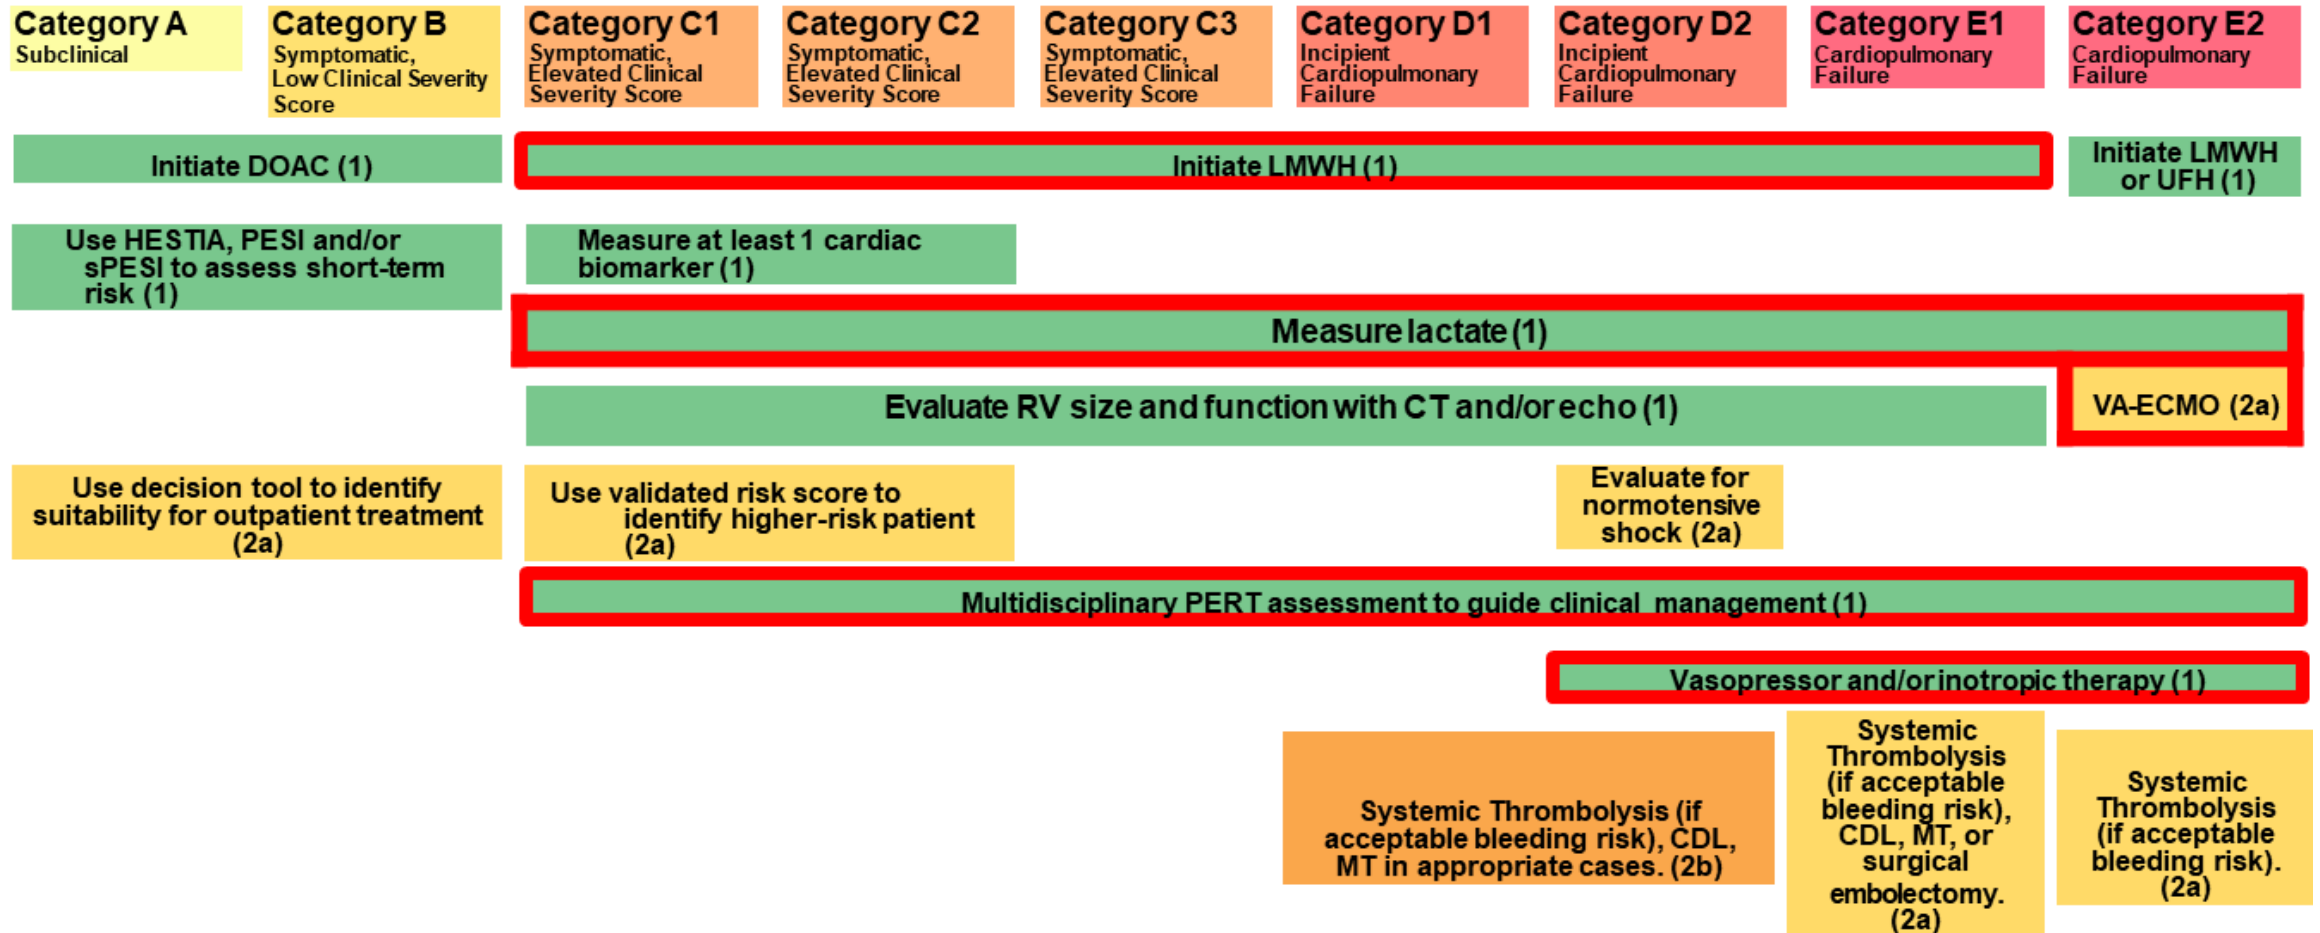 Category A
Subclinical
Category B
Symptomatic,
Low Clinical Severity
Score
Category C1
Symptomatic,
Elevated Clinical
Severity Score
Category C2
Symptomatic,
Elevated Clinical
Severity Score
Category C3
Symptomatic,
Elevated Clinical
Severity Score
Category D1
Incipient
Cardiopulmonary
Failure
Category D2
Incipient
Cardiopulmonary
Failure
Category E1
Cardiopulmonary
Failure
Category E2
Cardiopulmonary
Failure
Initiate DOAC (1)
Initiate LMWH (1)
Initiate LMWH
or UFH (1)
Use HESTIA, PESI and/or
sPESI to assess short-term
risk (1)
Measure at least 1 cardiac
biomarker (1)
Measure lactate (1)
Evaluate RV size and function with CT and/or echo (1)
VA-ECMO (2a)
Use decision tool to identify
suitability for outpatient treatment
(2a)
Use validated risk score to
identify higher-risk patient
(2a)
Evaluate for
normotensive
shock (2a)
Multidisciplinary PERT assessment to guide clinical management (1)
Vasopressor and/or inotropic therapy (1)
Systemic Thrombolysis (if
acceptable bleeding risk), CDL,
MT in appropriate cases. (2b)
Systemic
Thrombolysis
(if acceptable
bleeding risk),
CDL, MT, or
surgical
embolectomy.
(2a)
Systemic
Thrombolysis
(if acceptable
bleeding risk).
(2a)